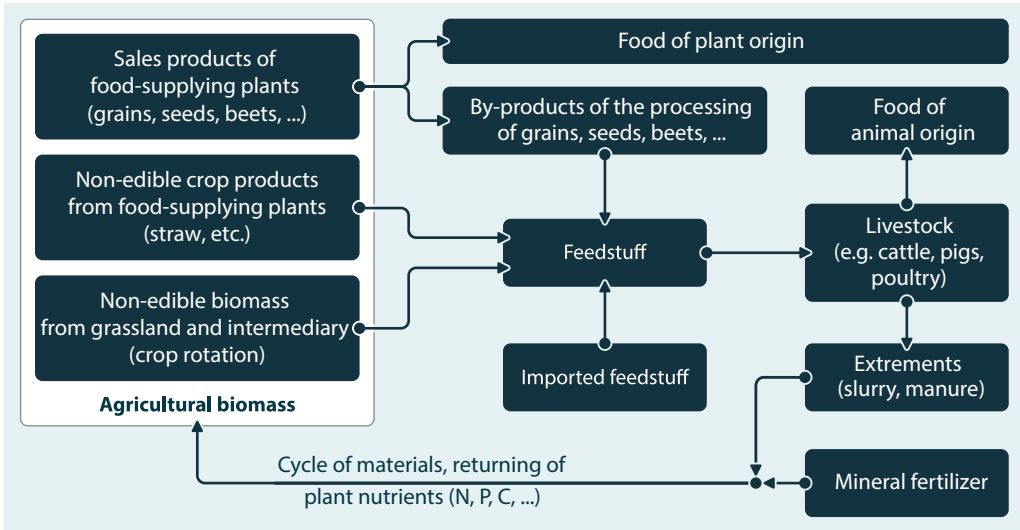 Sales products of
food-supplying plants
(grains, seeds, beets, ...)
Food of plant origin
By-products of the processing
of grains, seeds, beets, ...
Food of
animal origin
Non-edible crop products
from food-supplying plants
(straw, etc.)
Feedstuff
Livestock
(e.g. cattle, pigs,
poultry)
Non-edible biomass
from grassland and intermediary
(crop rotation)
Imported feedstuff
Extrements
(slurry, manure)
Agricultural biomass
Cycle of materials, returning of
plant nutrients (N, P, C, ...)
Mineral fertilizer